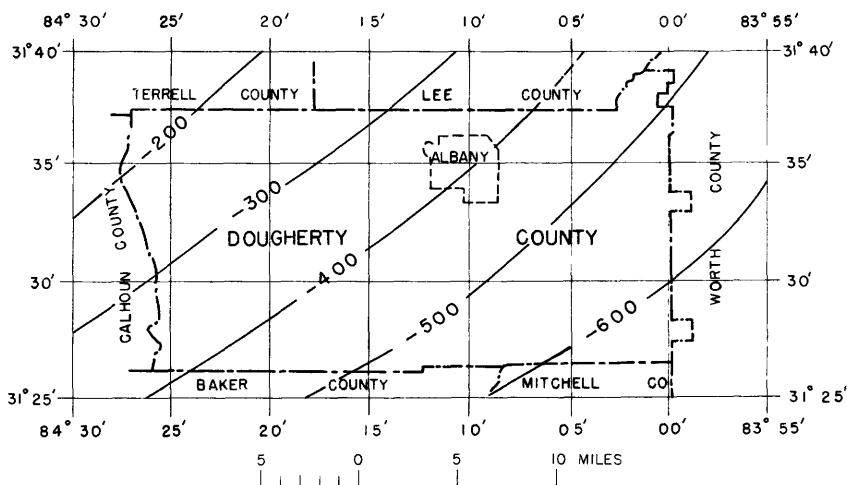 84° 30' 25' 20' 15' 10' 05' 00' 83° 55'
31° 40' 31° 40'
TERRELL COUNTY LEE COUNTY
-200
ALBANY
35' 35'
-300
CALHOUN COUNTY
WORTH COUNTY
DOUGHERTY COUNTY
-400
30' 30'
-500
-600
BAKER COUNTY MITCHELL CO
31° 25' 31° 25'
84° 30' 25' 20' 15' 10' 05' 00' 83° 55'
5 0 5 10 MILES